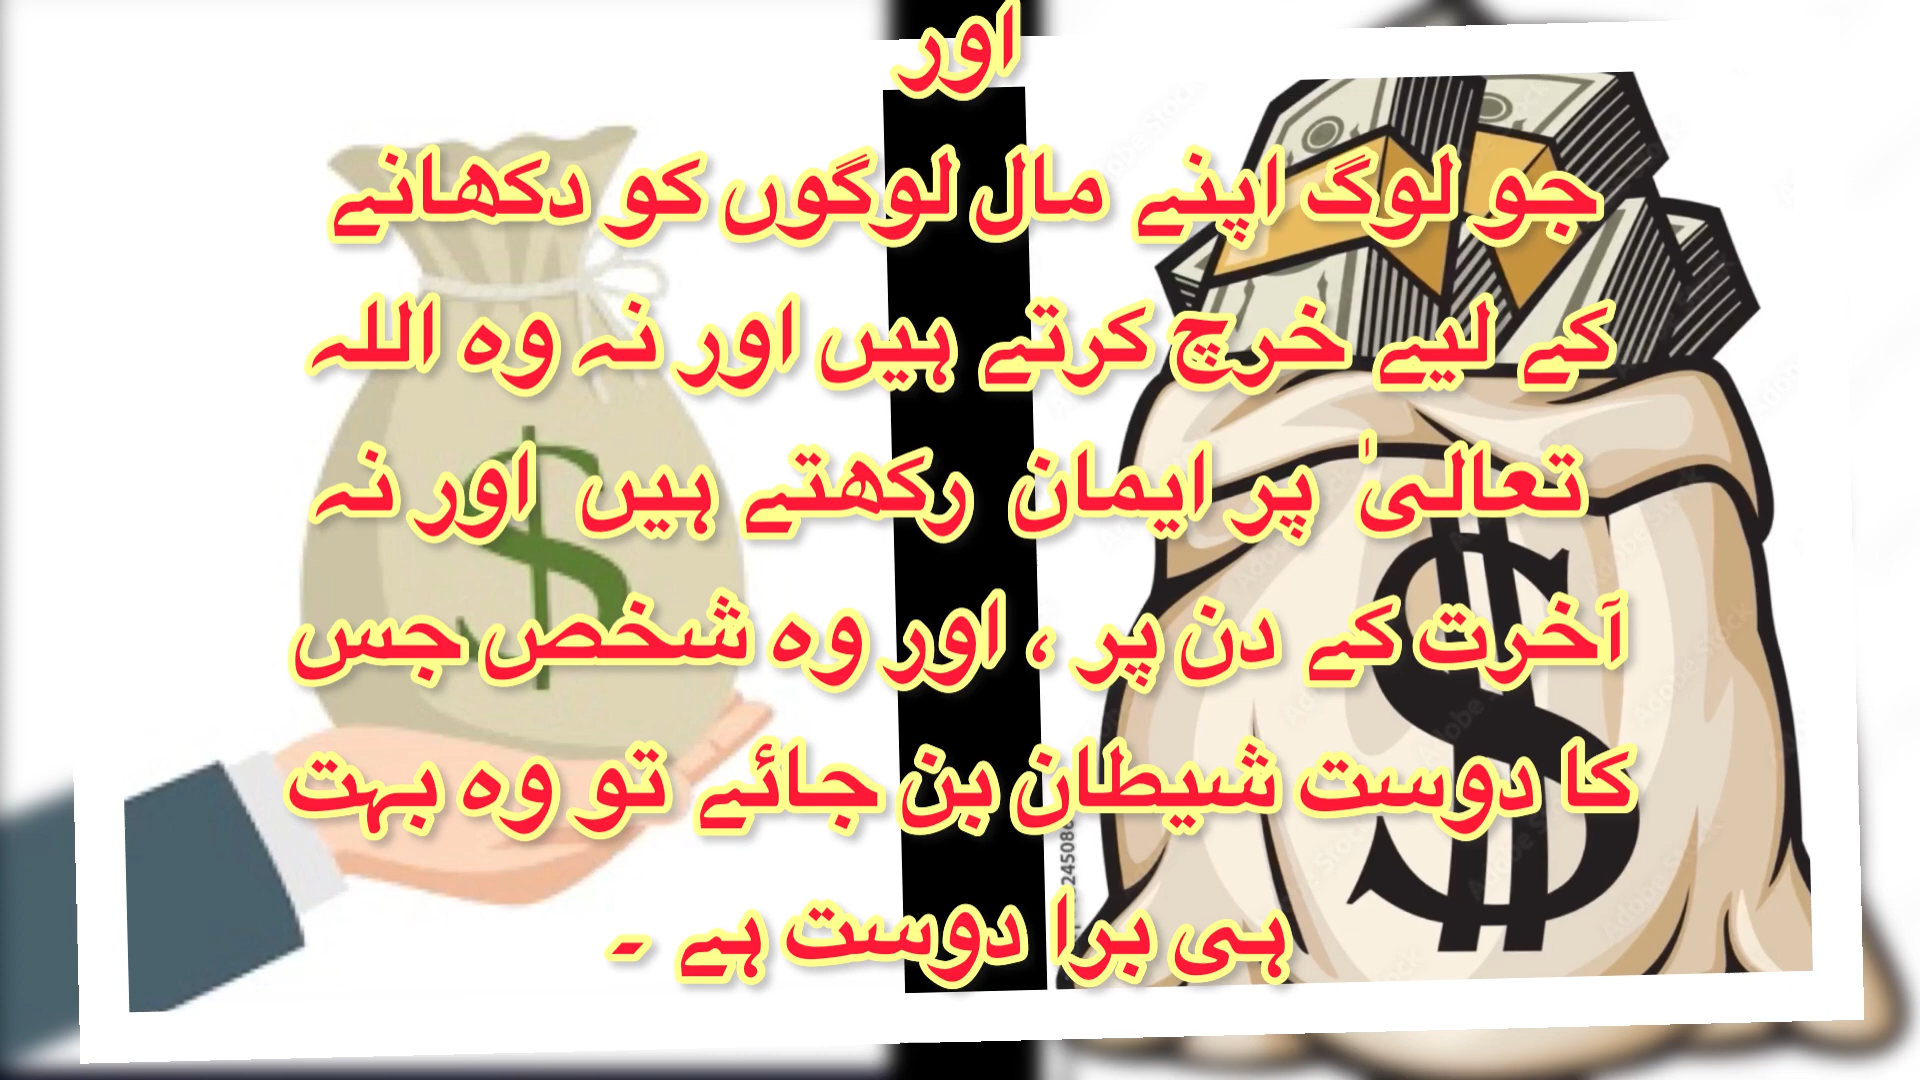 اور
جو لوگ اپنے مال لوگوں کو دکھانے
کے لیے خرچ کرتے ہیں اور نہ وہ اللہ
تعالیٰ پر ایمان رکھتے ہیں اور نہ
آخرت کے دن پر ، اور وہ شخص جس
کا دوست شیطان بن جائے تو وہ بہت
ہی برا دوست ہے ۔